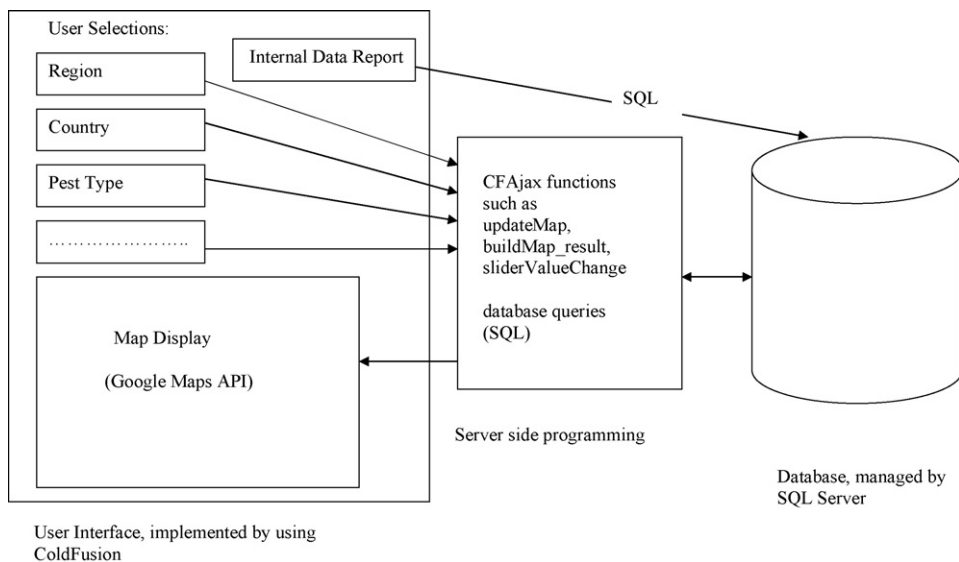 User Selections:
Internal Data Report
Region
SQL
Country
Pest Type
…………………..
CFAjax functions
such as
updateMap,
buildMap_result,
sliderValueChange
database queries
(SQL)
Map Display
(Google Maps API)
Server side programming
Database, managed by
SQL Server
User Interface, implemented by using
ColdFusion